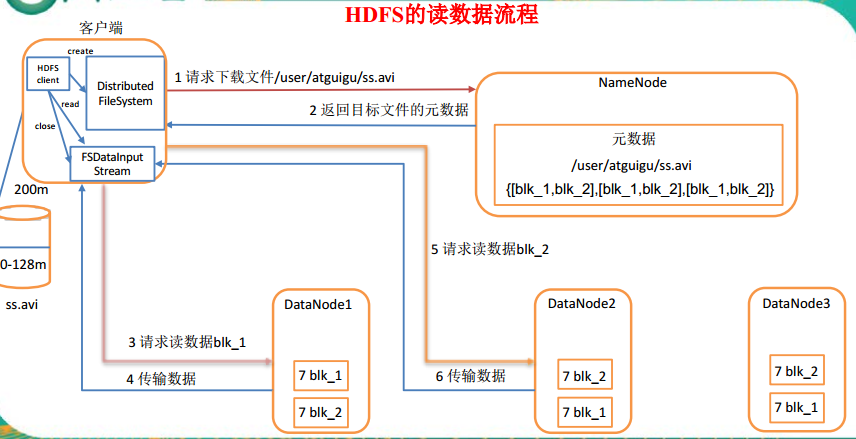 HDFS的读数据流程
客户端
create
HDFS
client
Distributed
FileSystem
read
close
FSDataInput
Stream
1 请求下载文件/user/atguigu/ss.avi
2 返回目标文件的元数据
NameNode
元数据
/user/atguigu/ss.avi
{[blk_1,blk_2],[blk_1,blk_2],[blk_1,blk_2]}
200m
0-128m
ss.avi
5 请求读数据blk_2
3 请求读数据blk_1
4 传输数据
6 传输数据
DataNode1
7 blk_1
7 blk_2
DataNode2
7 blk_2
7 blk_1
DataNode3
7 blk_2
7 blk_1